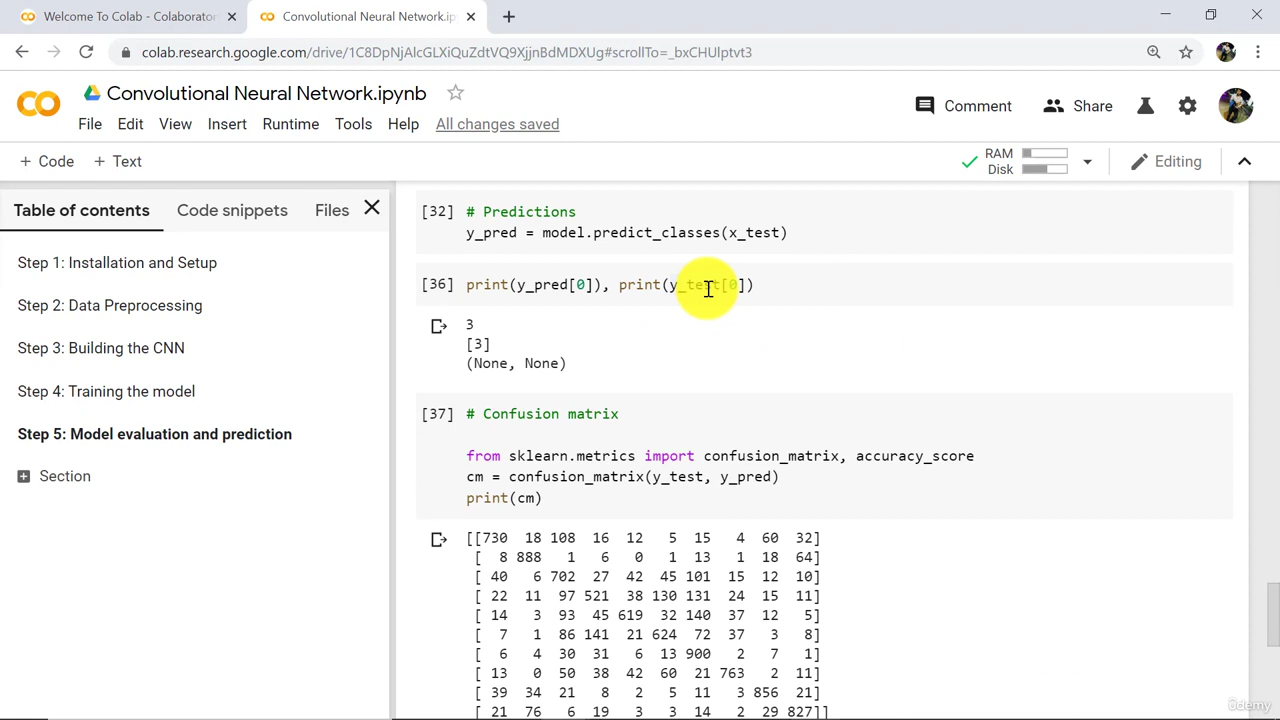 Welcome To Colab - Colaborator
Convolutional Neural Network.ip
colab.research.google.com/drive/1C8DpNjAlcGLXiQuZdtVQ9XjjnBdMDXUg#scrollTo=_bxCHUlptvt3
Convolutional Neural Network.ipynb
Comment
Share
File Edit View Insert Runtime Tools Help All changes saved
+ Code + Text
RAM
Disk
Editing
Table of contents Code snippets Files
Step 1: Installation and Setup
Step 2: Data Preprocessing
Step 3: Building the CNN
Step 4: Training the model
Step 5: Model evaluation and prediction
Section
[32] # Predictions
y_pred = model.predict_classes(x_test)
[36] print(y_pred[0]), print(y_test[0])
3
[3]
(None, None)
[37] # Confusion matrix
from sklearn.metrics import confusion_matrix, accuracy_score
cm = confusion_matrix(y_test, y_pred)
print(cm)
[[730 18 108 16 12 5 15 4 60 32]
[ 8 888 1 6 0 1 13 1 18 64]
[ 40 6 702 27 42 45 101 15 12 10]
[ 22 11 97 521 38 130 131 24 15 11]
[ 14 3 93 45 619 32 140 37 12 5]
[ 7 1 86 141 21 624 72 37 3 8]
[ 6 4 30 31 6 13 900 2 7 1]
[ 13 0 50 38 42 60 21 763 2 11]
[ 39 34 21 8 2 5 11 3 856 21]
[ 21 76 6 19 3 3 14 2 29 827]]
ûdemy